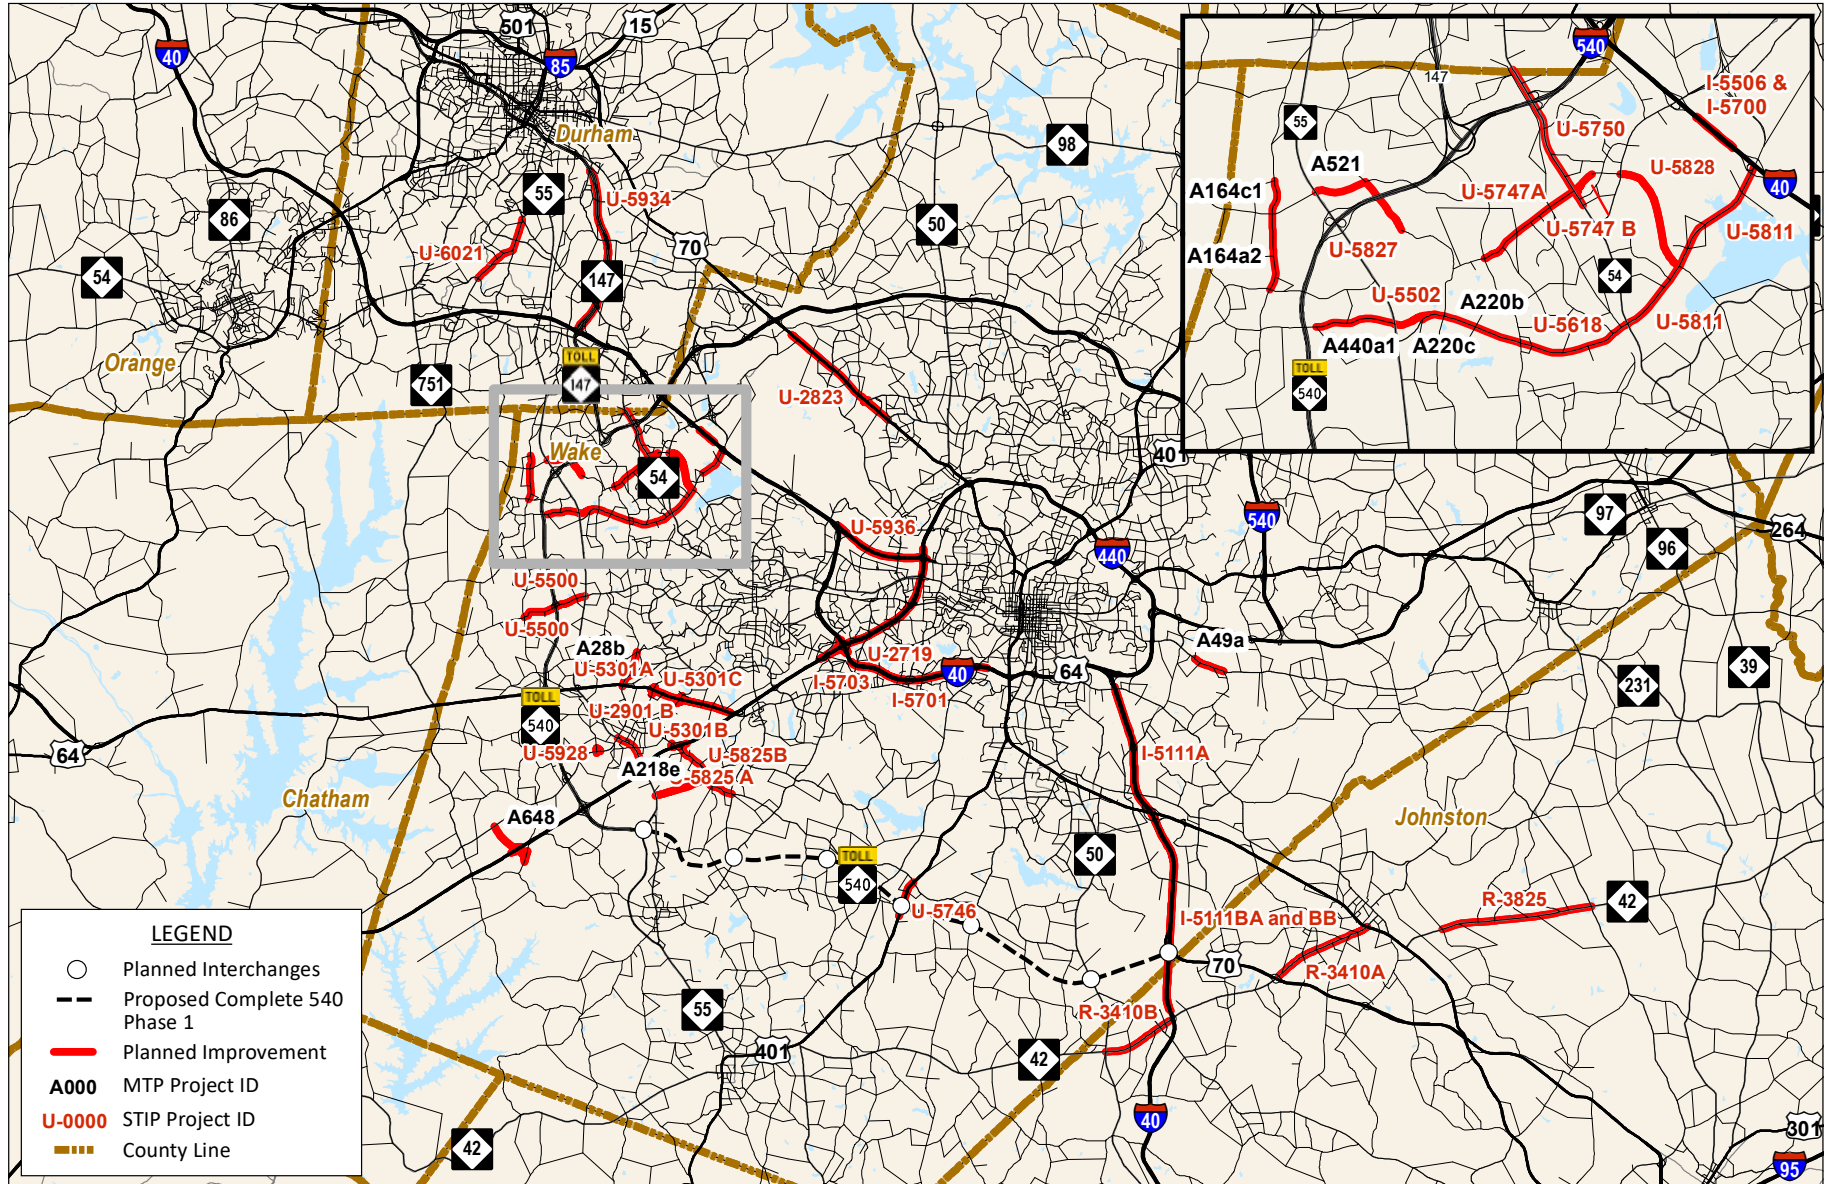 501
15
40
85
Durham
98
55
U-5934
86
50
U-6021
70
54
147
Orange
TOLL
147
751
U-2823
Wake
54
401
540
97
264
96
U-5936
440
U-5500
U-5500
A28b
U-5301A
U-5301C
U-2719
I-5703
40
64
I-5701
A49a
231
39
TOLL
540
U-2901 B
U-5301B
U-5928
U-5825B
A218e
U-5825 A
64
I-5111A
Chatham
A648
Johnston
TOLL
540
50
U-5746
I-5111BA and BB
R-3825
42
70
R-3410A
R-3410B
55
401
42
42
40
301
95
540
147
I-5506 &
I-5700
55
U-5750
A521
U-5828
A164c1
U-5747A
40
U-5747 B
U-5811
A164a2
U-5827
54
U-5502
A220b
U-5618
U-5811
A440a1
A220c
TOLL
540
LEGEND
Planned Interchanges
Proposed Complete 540
Phase 1
Planned Improvement
A000 MTP Project ID
U-0000 STIP Project ID
County Line